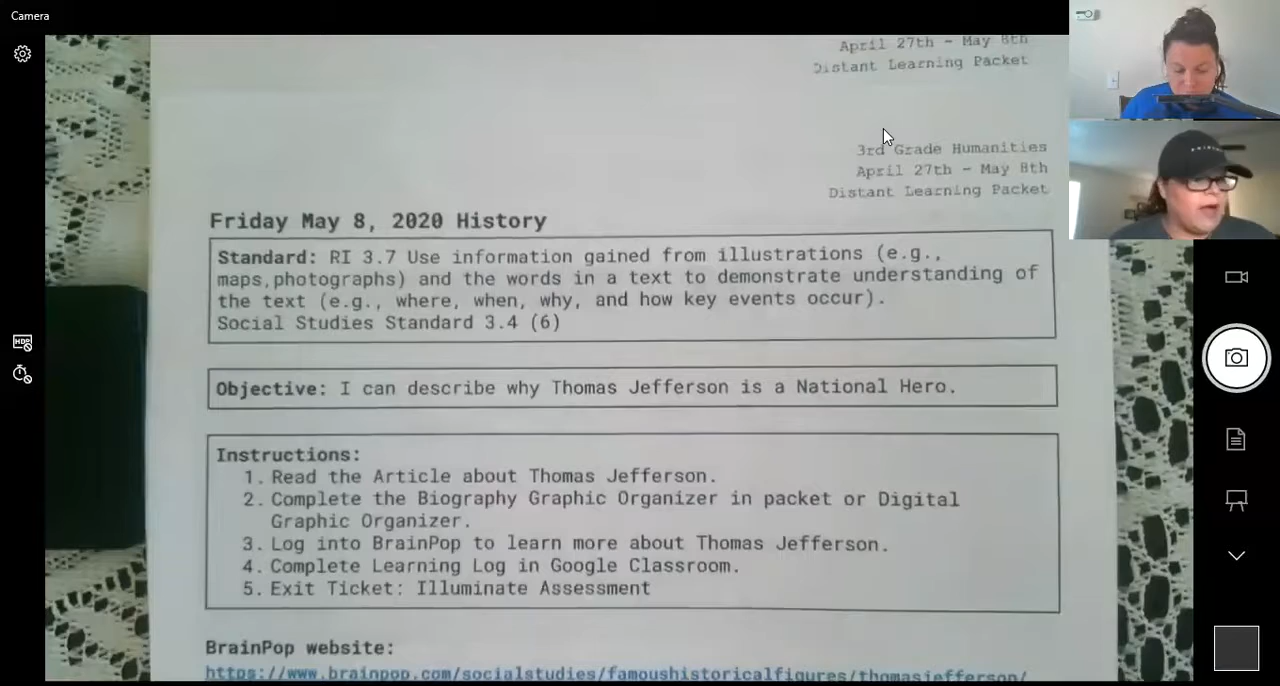 Camera
April 27th - May 8th
Distant Learning Packet
3rd Grade Humanities
April 27th - May 8th
Distant Learning Packet
Friday May 8, 2020 History
Standard: RI 3.7 Use information gained from illustrations (e.g.,
maps,photographs) and the words in a text to demonstrate understanding of
the text (e.g., where, when, why, and how key events occur).
Social Studies Standard 3.4 (6)
Objective: I can describe why Thomas Jefferson is a National Hero.
Instructions:
1. Read the Article about Thomas Jefferson.
2. Complete the Biography Graphic Organizer in packet or Digital
Graphic Organizer.
3. Log into BrainPop to learn more about Thomas Jefferson.
4. Complete Learning Log in Google Classroom.
5. Exit Ticket: Illuminate Assessment
BrainPop website:
https://www.brainpop.com/socialstudies/famoushistoricalfigures/thomasjefferson/
HDR